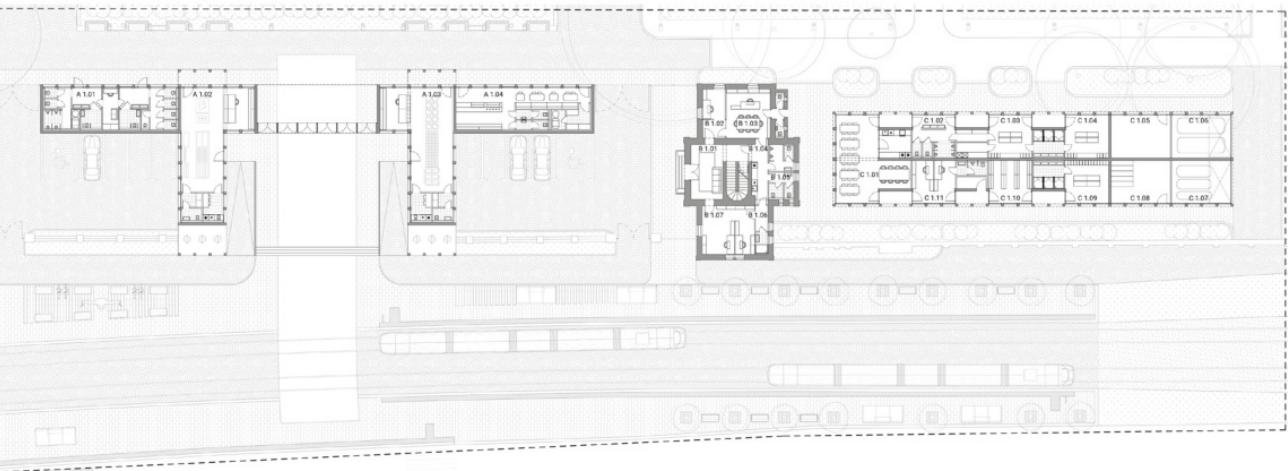 A 1.01
A 1.02
A 1.03
A 1.04
B 1.02
B 1.03
B 1.01
B 1.04
B 1.05
B 1.07
B 1.06
C 1.02
C 1.03
C 1.04
C 1.05
C 1.06
C 1.01
C 1.11
C 1.10
C 1.09
C 1.08
C 1.07